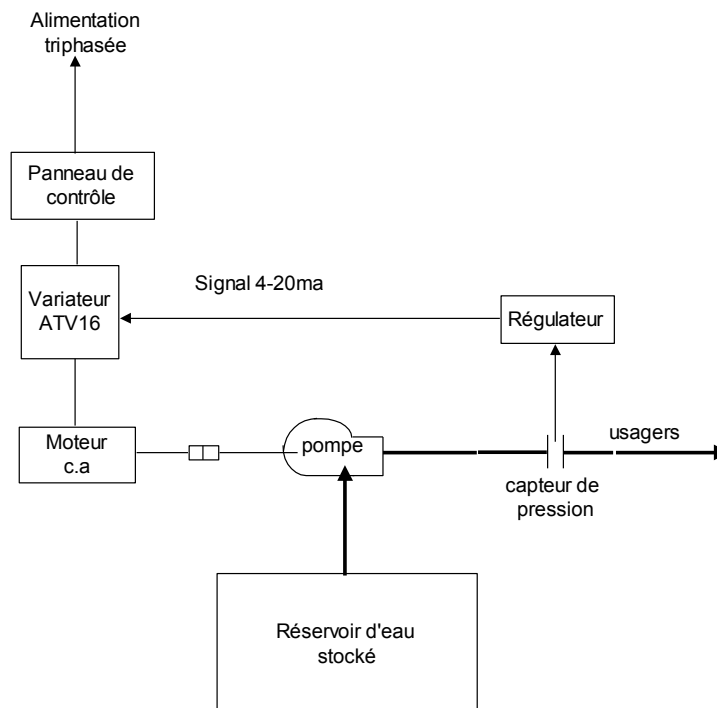 Alimentation
triphasée
Panneau de
contrôle
Signal 4-20ma
Variateur
ATV16
Régulateur
Moteur
c.a
pompe
usagers
capteur de
pression
Réservoir d'eau
stocké